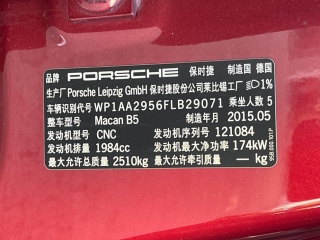 品牌 PORSCHE 保时捷 制造国 德国
生产厂 Porsche Leipzig GmbH 保时捷股份公司莱比锡工厂 1%
车辆识别代号 WP1AA2956FLB29071 乘坐人数 5
整车型号 Macan B5 制造年月 2015.05
发动机型号 CNC 发动机号 121084
发动机排量 1984cc 发动机最大净功率 174kW
最大允许总质量 2510kg 最大允许牵引质量 — kg